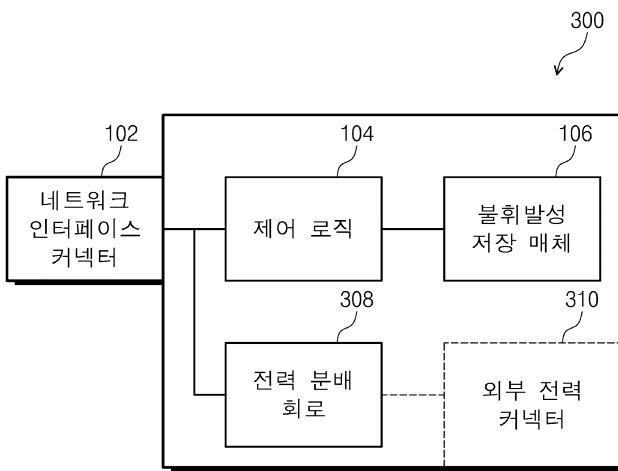 300
102
네트워크
인터페이스
커넥터
104
제어 로직
106
불휘발성
저장 매체
308
전력 분배
회로
310
외부 전력
커넥터